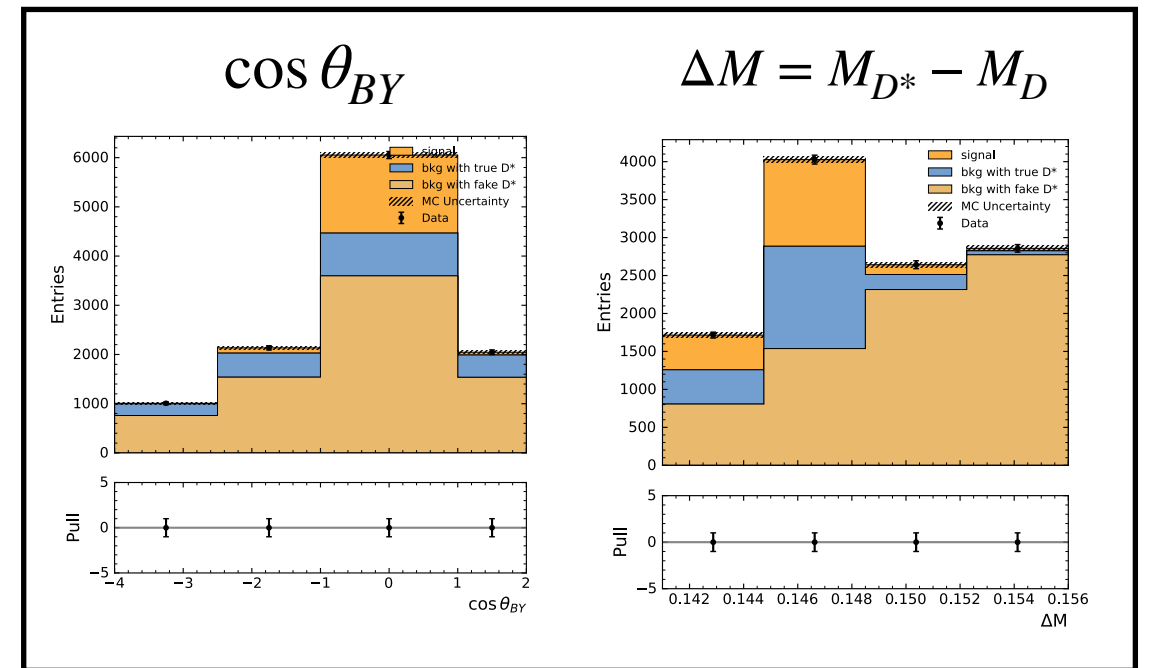 cos θ_BY
6000
5000
4000
3000
2000
1000
0
Entries
signal
bkg with true D*
bkg with fake D*
MC Uncertainty
Data
5
0
−5
Pull
−4 −3 −2 −1 0 1 2
cos θ_BY
ΔM = M_D* − M_D
4000
3500
3000
2500
2000
1500
1000
500
0
Entries
signal
bkg with true D*
bkg with fake D*
MC Uncertainty
Data
5
0
−5
Pull
0.142 0.144 0.146 0.148 0.150 0.152 0.154 0.156
ΔM